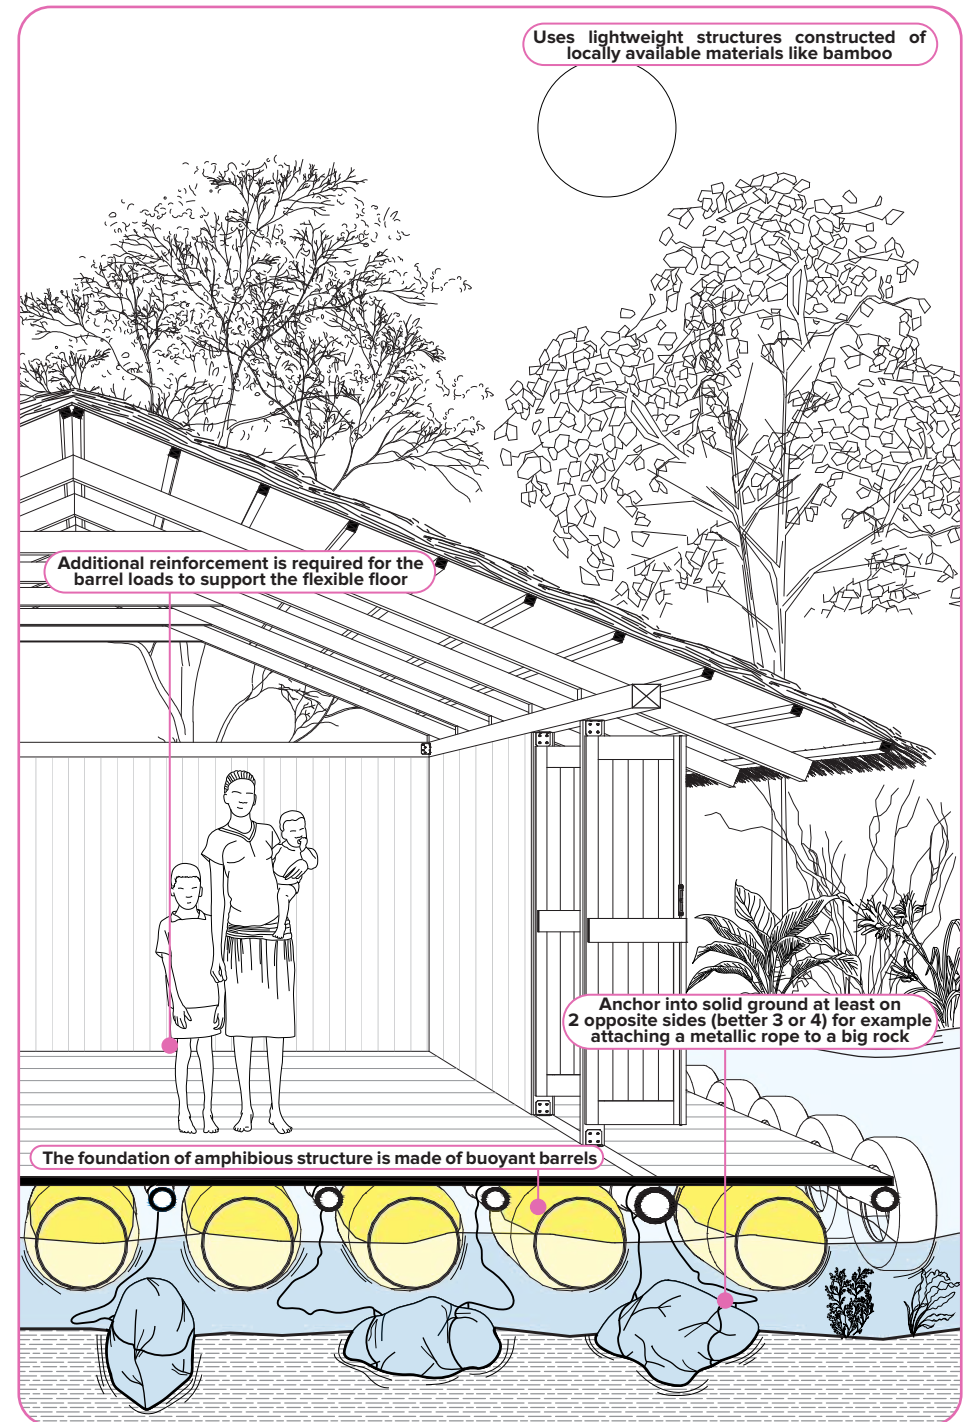 Uses lightweight structures constructed of
locally available materials like bamboo
Additional reinforcement is required for the
barrel loads to support the flexible floor
Anchor into solid ground at least on
2 opposite sides (better 3 or 4) for example
attaching a metallic rope to a big rock
The foundation of amphibious structure is made of buoyant barrels